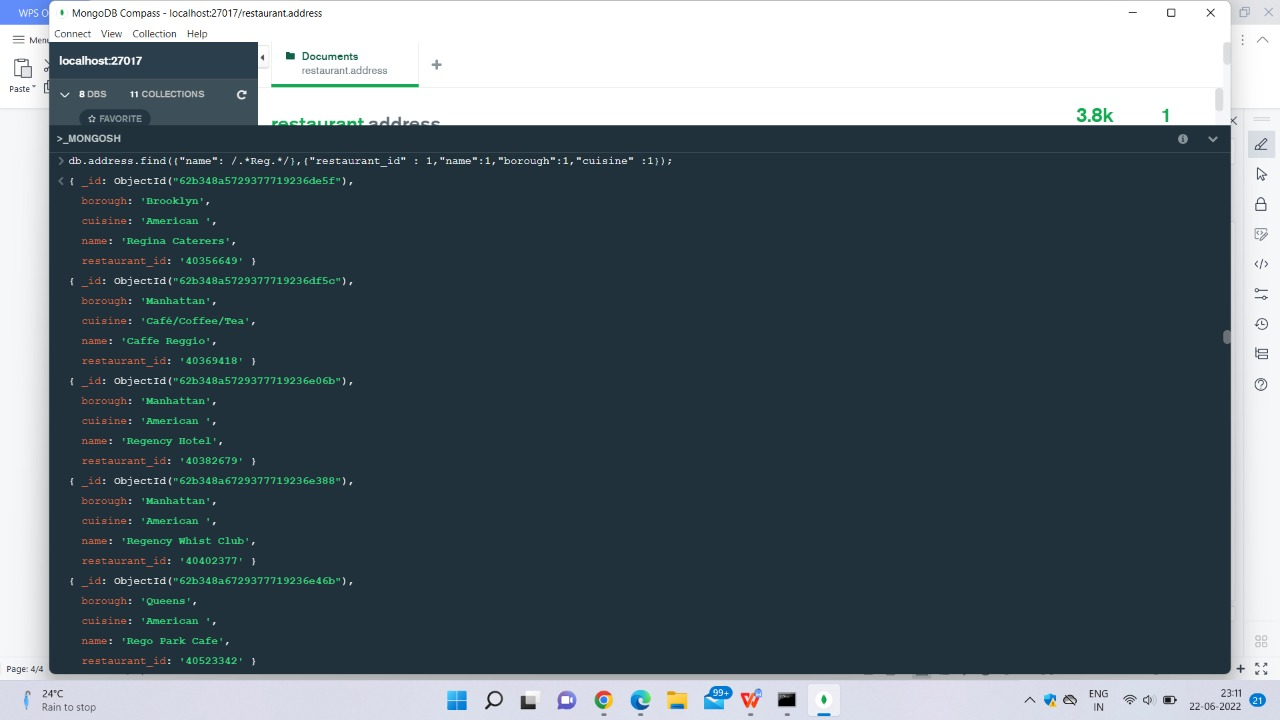 WPS O
MongoDB Compass - localhost:27017/restaurant.address
Connect View Collection Help
Menu
Paste
localhost:27017
8 DBS 11 COLLECTIONS
FAVORITE
Documents
restaurant.address
restaurant.address
3.8k 1
>_MONGOSH
db.address.find({"name": /.*Reg.*/},{"restaurant_id" : 1,"name":1,"borough":1,"cuisine" :1});
{ _id: ObjectId("62b348a5729377719236de5f"),
borough: 'Brooklyn',
cuisine: 'American ',
name: 'Regina Caterers',
restaurant_id: '40356649' }
{ _id: ObjectId("62b348a5729377719236df5c"),
borough: 'Manhattan',
cuisine: 'Café/Coffee/Tea',
name: 'Caffe Reggio',
restaurant_id: '40369418' }
{ _id: ObjectId("62b348a5729377719236e06b"),
borough: 'Manhattan',
cuisine: 'American ',
name: 'Regency Hotel',
restaurant_id: '40382679' }
{ _id: ObjectId("62b348a6729377719236e388"),
borough: 'Manhattan',
cuisine: 'American ',
name: 'Regency Whist Club',
restaurant_id: '40402377' }
{ _id: ObjectId("62b348a6729377719236e46b"),
borough: 'Queens',
cuisine: 'American ',
name: 'Rego Park Cafe',
restaurant_id: '40523342' }
Page: 4/4
24°C
Rain to stop
99+
ENG
IN
23:11
22-06-2022
21